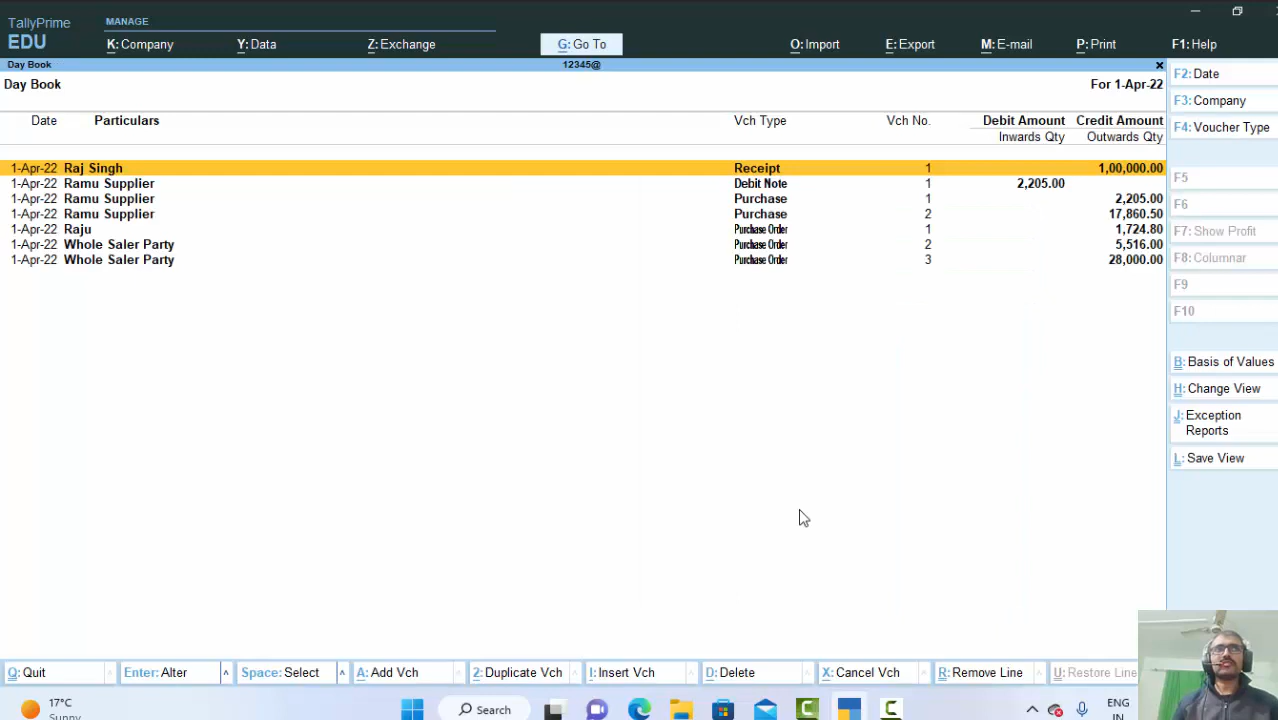 TallyPrime
EDU
MANAGE
K: Company
Y: Data
Z: Exchange
G: Go To
O: Import
E: Export
M: E-mail
P: Print
F1: Help
Day Book
12345@
Day Book
For 1-Apr-22
Date Particulars Vch Type Vch No. Debit Amount Credit Amount
Inwards Qty Outwards Qty
1-Apr-22 Raj Singh Receipt 1 1,00,000.00
1-Apr-22 Ramu Supplier Debit Note 1 2,205.00
1-Apr-22 Ramu Supplier Purchase 1 2,205.00
1-Apr-22 Ramu Supplier Purchase 2 17,860.50
1-Apr-22 Raju Purchase Order 1 1,724.80
1-Apr-22 Whole Saler Party Purchase Order 2 5,516.00
1-Apr-22 Whole Saler Party Purchase Order 3 28,000.00
F2: Date
F3: Company
F4: Voucher Type
F5
F6
F7: Show Profit
F8: Columnar
F9
F10
B: Basis of Values
H: Change View
J: Exception
Reports
L: Save View
Q: Quit
Enter: Alter
Space: Select
A: Add Vch
2: Duplicate Vch
I: Insert Vch
D: Delete
X: Cancel Vch
R: Remove Line
U: Restore Line
17°C
Sunny
Search
ENG
IN